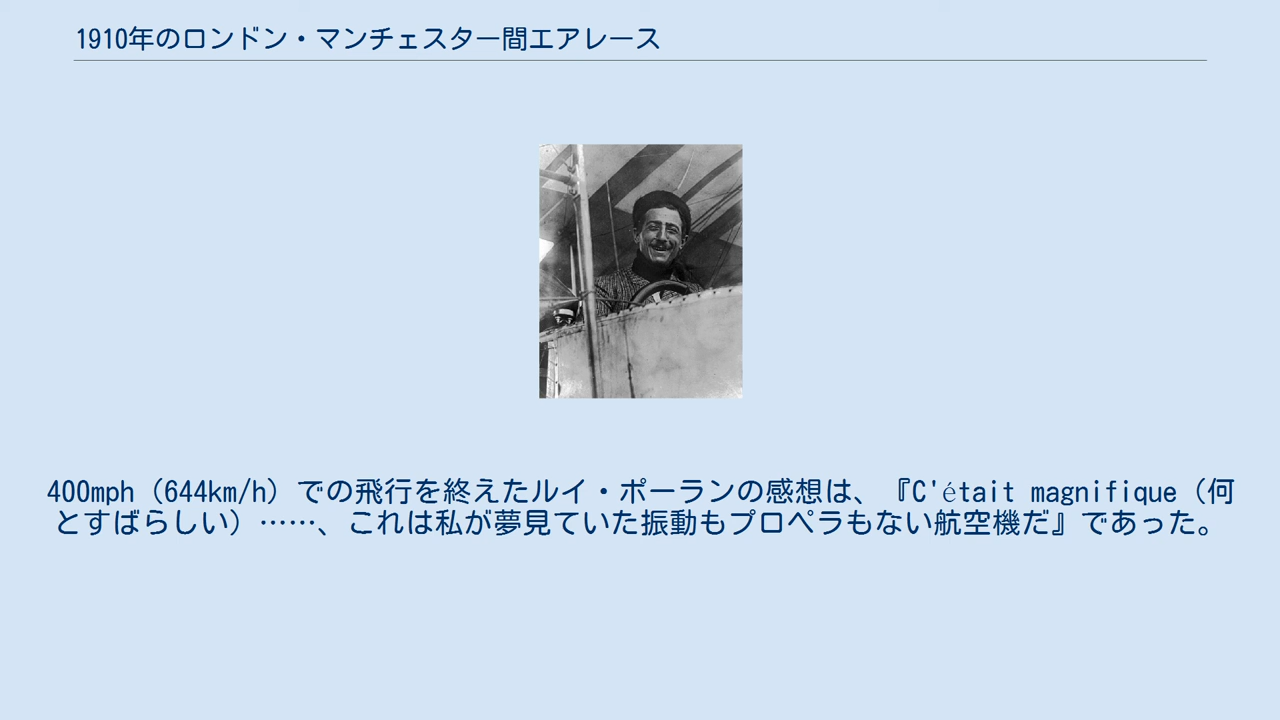 1910年のロンドン・マンチェスター間エアレース
400mph（644km/h）での飛行を終えたルイ・ポーランの感想は、『C'était magnifique（何
とすばらしい）……、これは私が夢見ていた振動もプロペラもない航空機だ』であった。